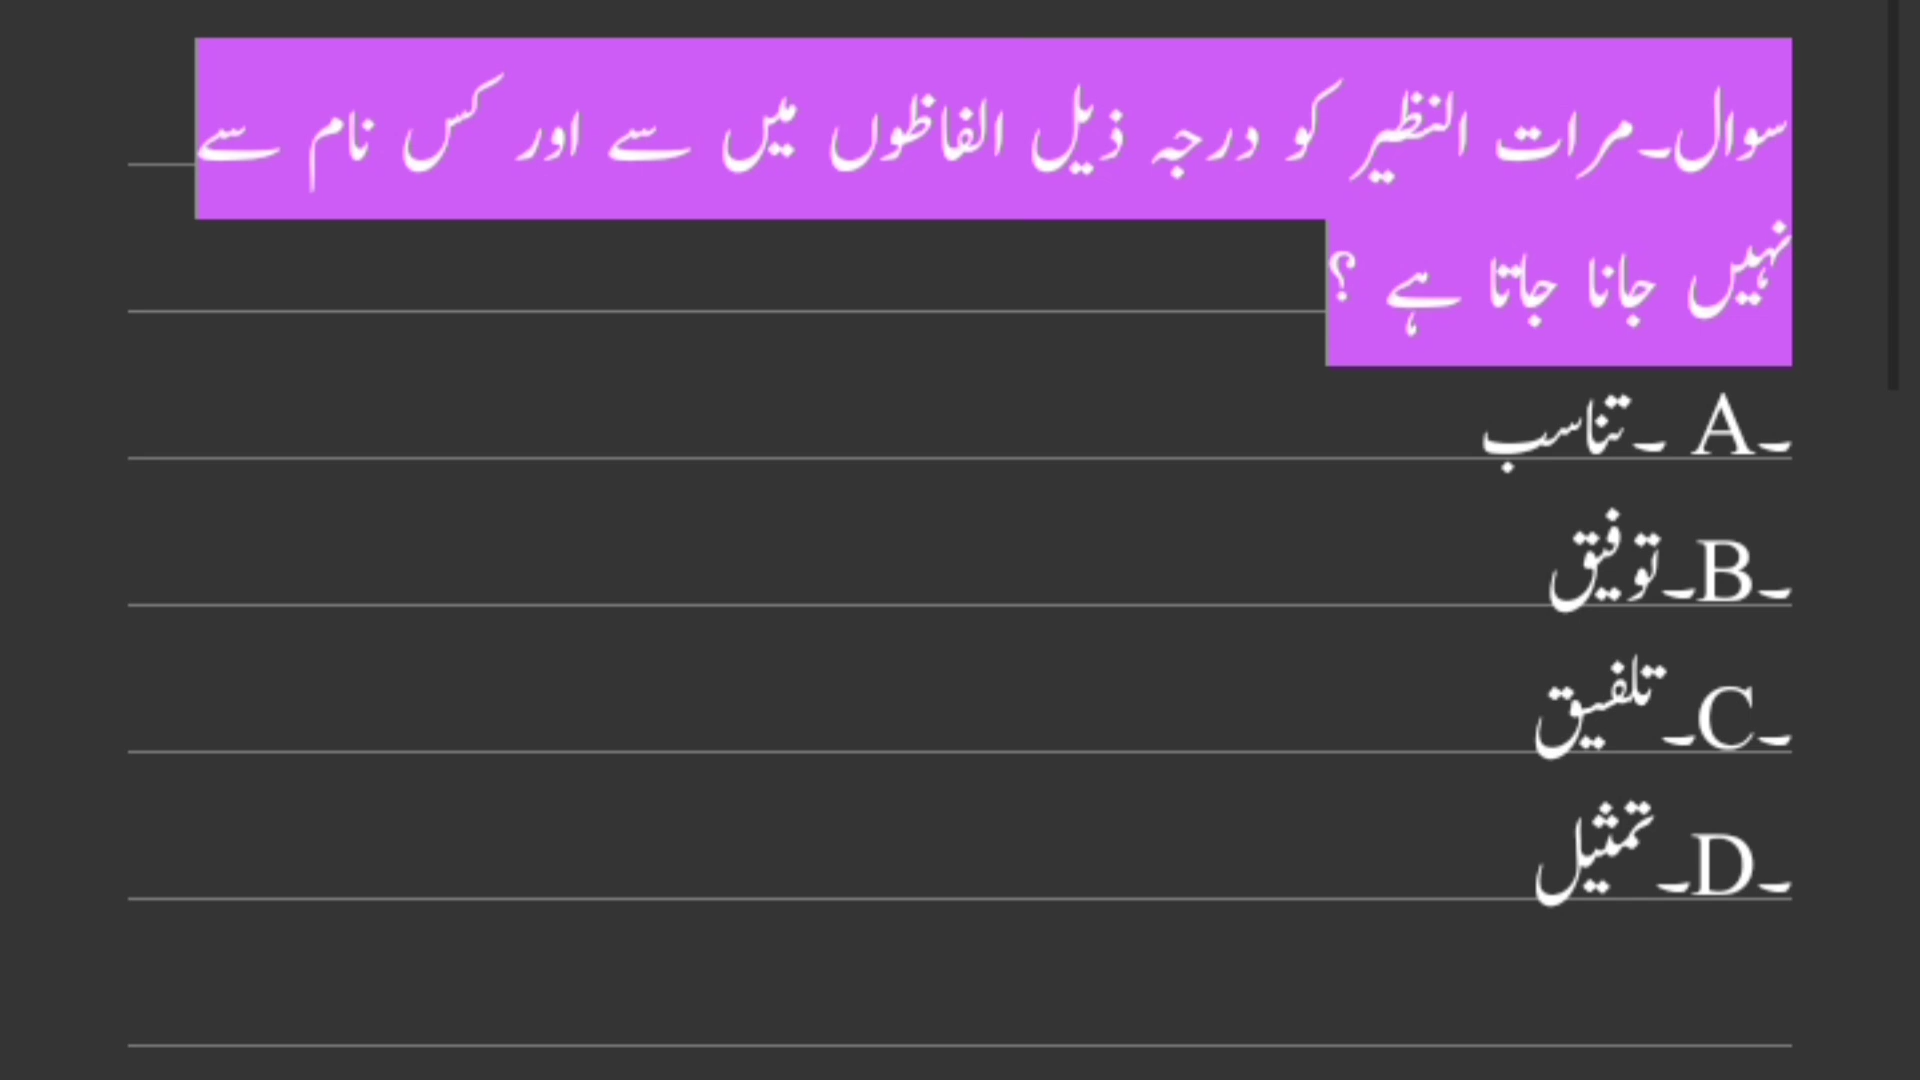 سوال۔مرات النظیر کو درجہ ذیل الفاظوں میں سے اور کس نام سے
نہیں جانا جاتا ہے ؟
۔A ۔تناسب
۔B۔توفیق
۔C۔تلفیق
۔D۔تمثیل